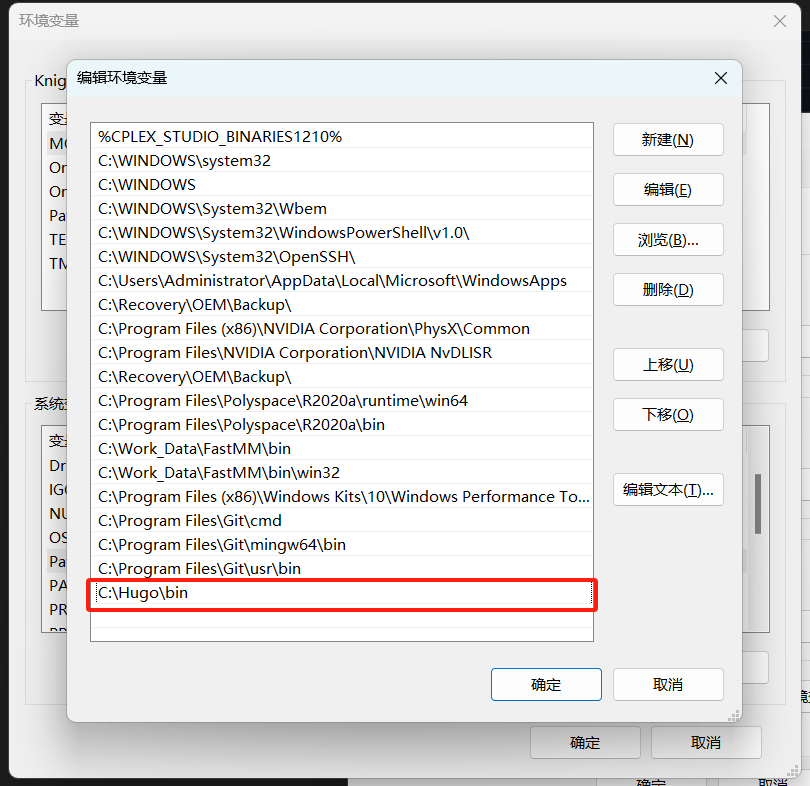 环境变量
Knig
编辑环境变量
变
MO
On
On
Pa
TE
TM
%CPLEX_STUDIO_BINARIES1210%
C:\WINDOWS\system32
C:\WINDOWS
C:\WINDOWS\System32\Wbem
C:\WINDOWS\System32\WindowsPowerShell\v1.0\
C:\WINDOWS\System32\OpenSSH\
C:\Users\Administrator\AppData\Local\Microsoft\WindowsApps
C:\Recovery\OEM\Backup\
C:\Program Files (x86)\NVIDIA Corporation\PhysX\Common
C:\Program Files\NVIDIA Corporation\NVIDIA NvDLISR
C:\Recovery\OEM\Backup\
C:\Program Files\Polyspace\R2020a\runtime\win64
C:\Program Files\Polyspace\R2020a\bin
C:\Work_Data\FastMM\bin
C:\Work_Data\FastMM\bin\win32
C:\Program Files (x86)\Windows Kits\10\Windows Performance To...
C:\Program Files\Git\cmd
C:\Program Files\Git\mingw64\bin
C:\Program Files\Git\usr\bin
C:\Hugo\bin
新建(N)
编辑(E)
浏览(B)...
删除(D)
上移(U)
下移(O)
编辑文本(T)...
系统
变
Dr
IG
NU
OS
Pa
PA
PR
确定
取消
确定
取消
确定
取消